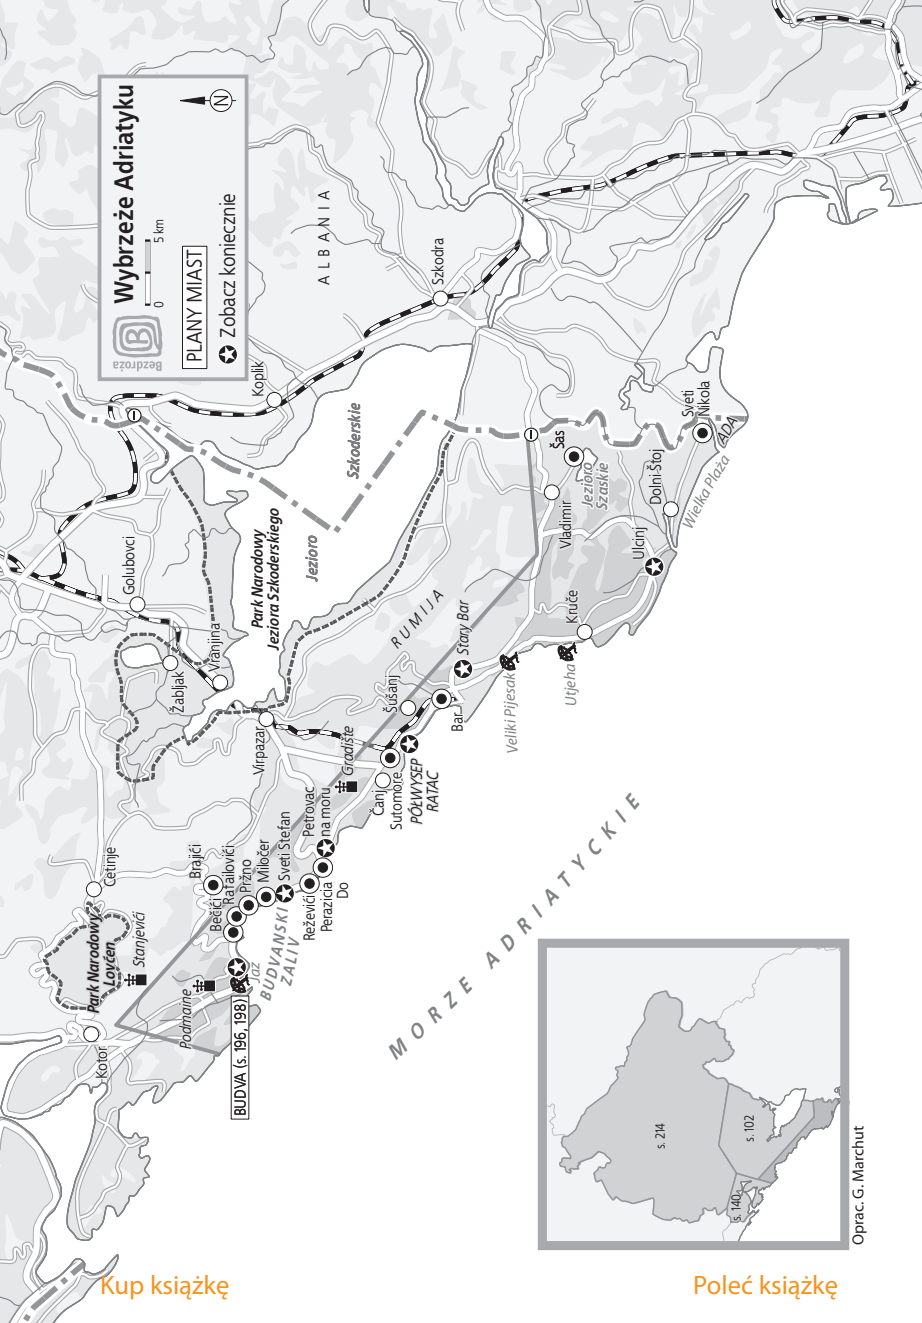 Wybrzeże Adriatyku
0
5 km
N
B
Bezdroża
PLANY MIAST
Zobacz koniecznie
ALBANIA
Szkodra
Koplik
Szkoderskie
Jezioro
Park Narodowy
Jeziora Szkoderskiego
Golubovci
Vranjina
Žabljak
Virpazar
RUMIJA
Šas
Jezioro
Szaskie
Vladimir
Sveti
Nikola
ADA
Dolni-Štoj
Wielka Plaża
Ulcinj
Kruče
Utjeha
Veliki Pijesak
Stary Bar
Bar
Šušanj
PÓŁWYSEP
RATAC
Sutomore
Čanj
Gradište
Petrovac
na moru
Perazicia
Do
Reževići
Sveti Stefan
Miločer
Pržno
Rafailovići
Bečići
Brajići
Cetinje
Park Narodowy
Lovćen
Stanjevići
Podmaine
Kotor
Jaz
BUDVANSKI
ZALIV
BUDVA (s. 196, 198)
MORZE ADRIATYCKIE
s. 214
s. 102
s. 140
Oprac. G. Marchut
Kup książkę
Poleć książkę